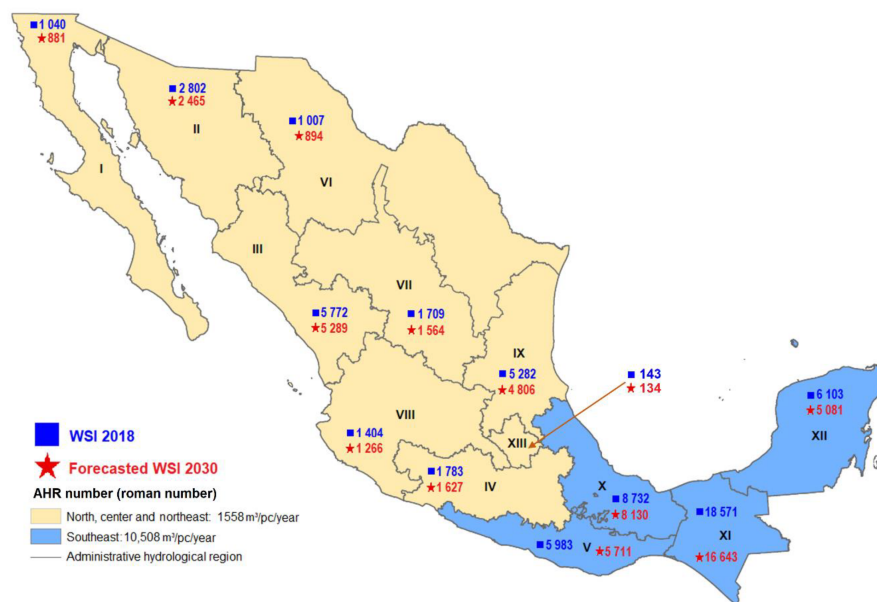 1 040
881
2 802
2 465
II
1 007
894
VI
I
III
VII
5 772
5 289
1 709
1 564
IX
5 282
4 806
143
134
6 103
5 081
XII
VIII
1 404
1 266
XIII
1 783
1 627
IV
X
8 732
8 130
18 571
XI
16 643
5 983
V
5 711
WSI 2018
Forecasted WSI 2030
AHR number (roman number)
North, center and northeast: 1558 m³/pc/year
Southeast: 10,508 m³/pc/year
Administrative hydrological region